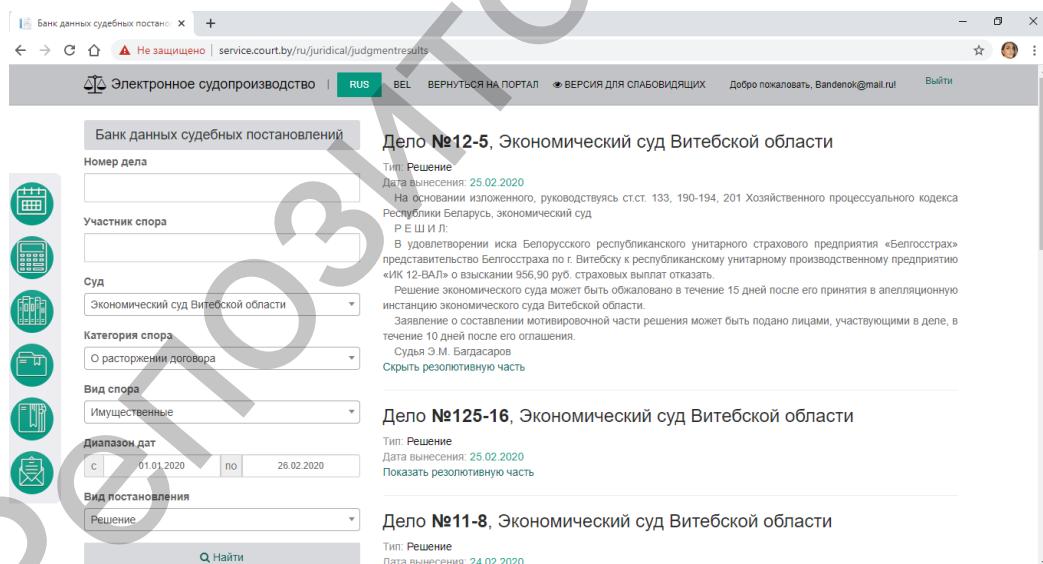 Банк данных судебных постанов
Не защищено | service.court.by/ru/juridical/judgmentresults
Электронное судопроизводство | RUS BEL ВЕРНУТЬСЯ НА ПОРТАЛ ВЕРСИЯ ДЛЯ СЛАБОВИДЯЩИХ Добро пожаловать, Bandenok@mail.ru! Выйти
Банк данных судебных постановлений
Номер дела
Участник спора
Суд
Экономический суд Витебской области
Категория спора
О расторжении договора
Вид спора
Имущественные
Диапазон дат
с 01.01.2020 по 26.02.2020
Вид постановления
Решение
Найти
Дело №12-5, Экономический суд Витебской области
Тип: Решение
Дата вынесения: 25.02.2020
На основании изложенного, руководствуясь ст.ст. 133, 190-194, 201 Хозяйственного процессуального кодекса
Республики Беларусь, экономический суд
Р Е Ш И Л:
В удовлетворении иска Белорусского республиканского унитарного страхового предприятия «Белгосстрах»
представительство Белгосстраха по г. Витебску к республиканскому унитарному производственному предприятию
«ИК 12-ВАЛ» о взыскании 956,90 руб. страховых выплат отказать.
Решение экономического суда может быть обжаловано в течение 15 дней после его принятия в апелляционную
инстанцию экономического суда Витебской области.
Заявление о составлении мотивировочной части решения может быть подано лицами, участвующими в деле, в
течение 10 дней после его оглашения.
Судья Э.М. Багдасаров
Скрыть резолютивную часть
Дело №125-16, Экономический суд Витебской области
Тип: Решение
Дата вынесения: 25.02.2020
Показать резолютивную часть
Дело №11-8, Экономический суд Витебской области
Тип: Решение
Дата вынесения: 24.02.2020